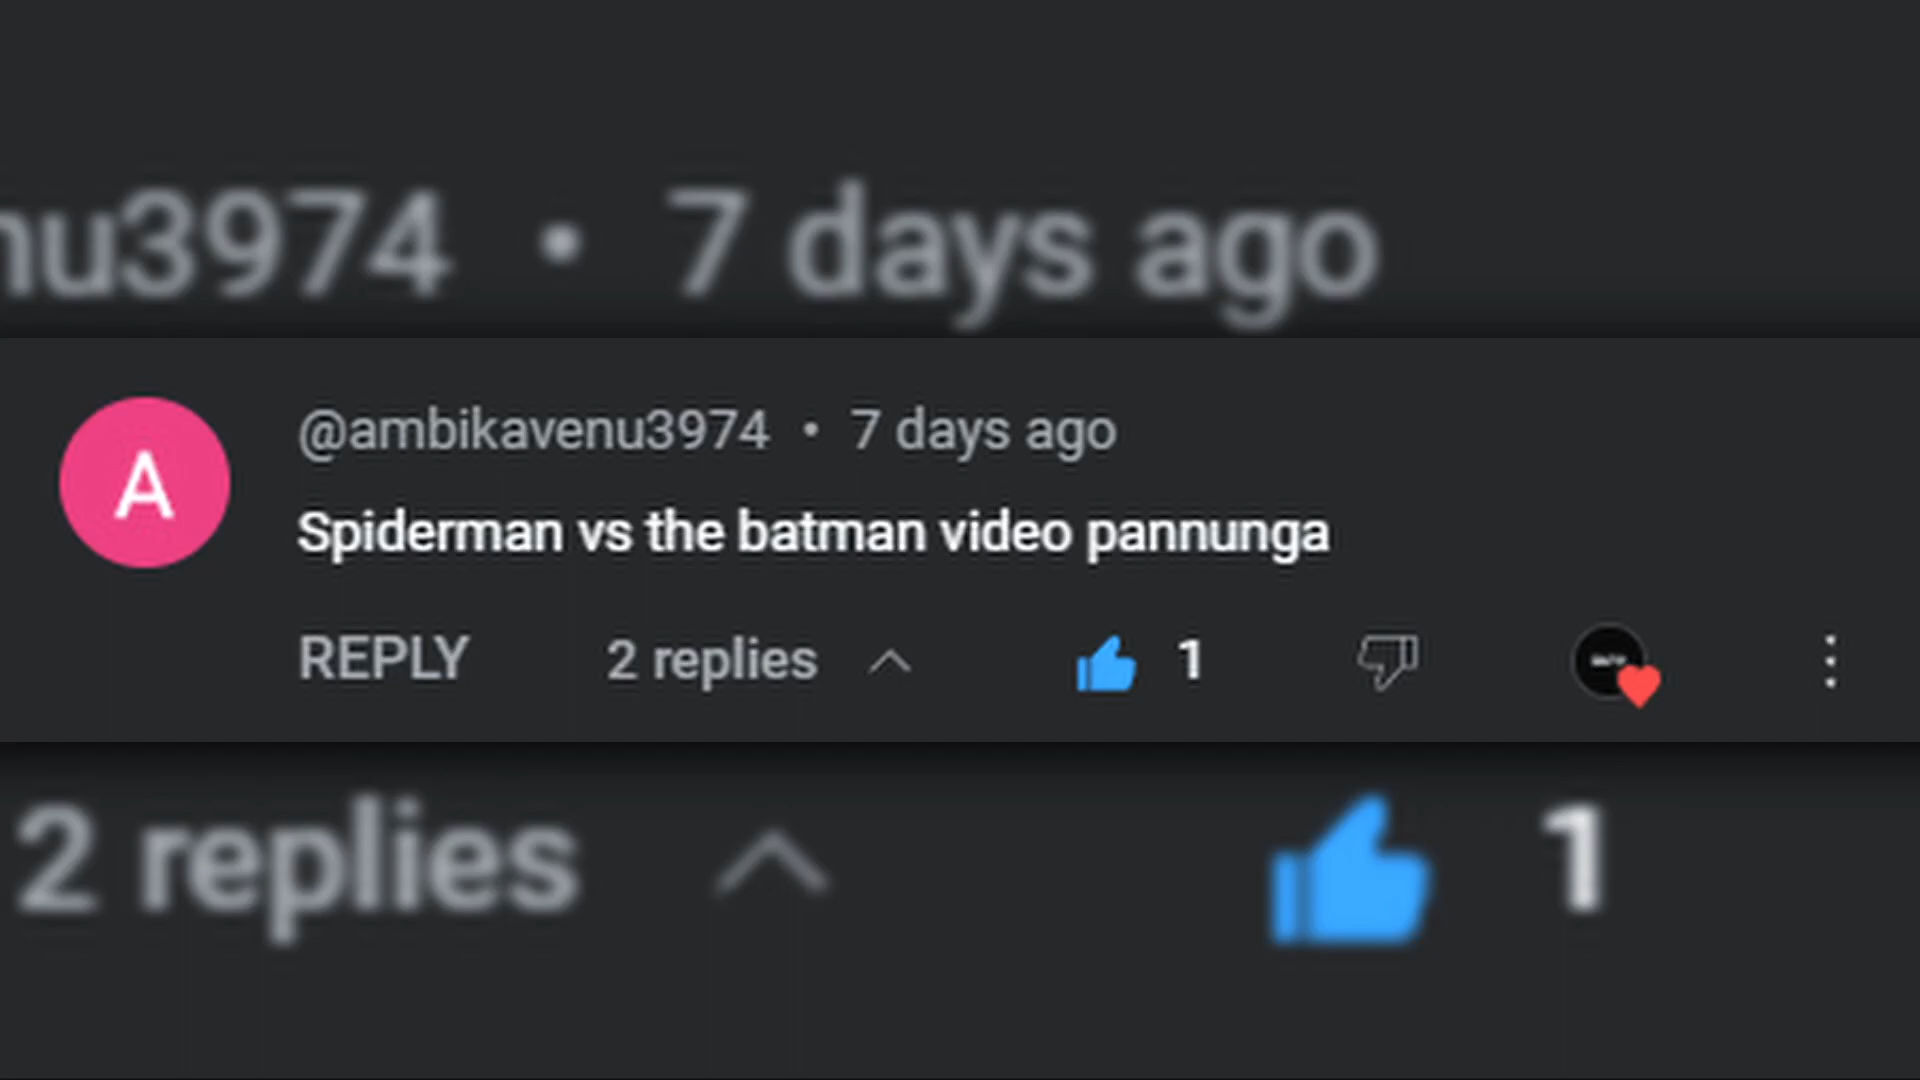 nu3974 • 7 days ago
A
@ambikavenu3974 • 7 days ago
Spiderman vs the batman video pannunga
REPLY 2 replies 1
2 replies 1